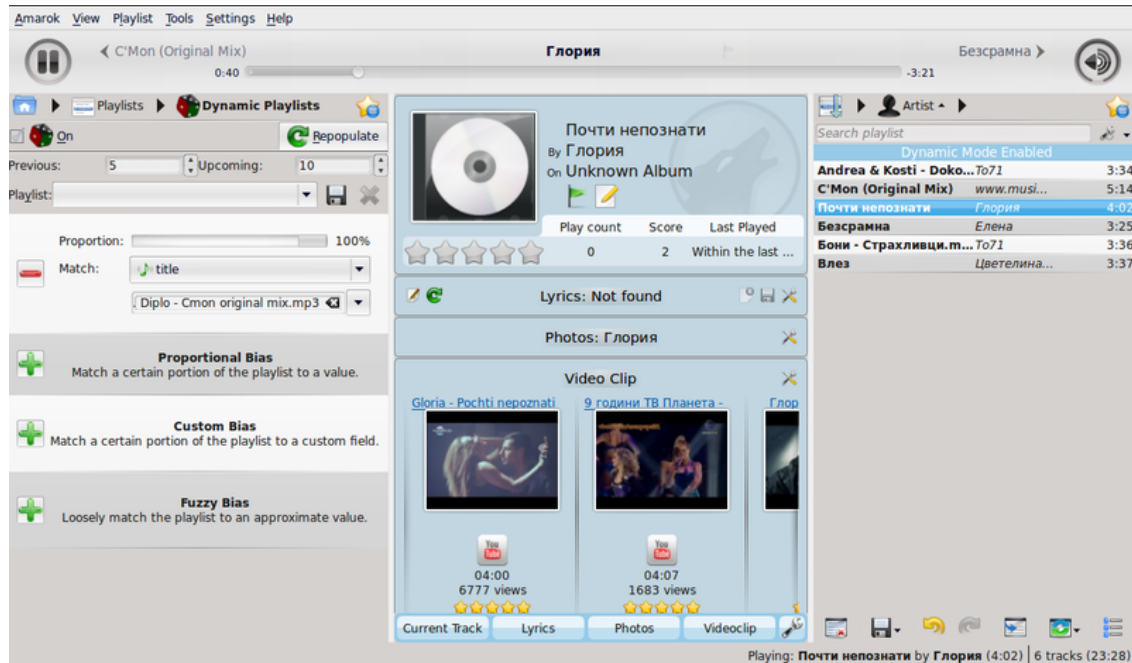 Amarok View Playlist Tools Settings Help
C'Mon (Original Mix) Глория Безсрамна
0:40 -3:21
Playlists Dynamic Playlists
On Repopulate
Previous: 5 Upcoming: 10
Playlist:
Proportion: 100%
Match: title
. Diplo - Cmon original mix.mp3
Proportional Bias
Match a certain portion of the playlist to a value.
Custom Bias
Match a certain portion of the playlist to a custom field.
Fuzzy Bias
Loosely match the playlist to an approximate value.
Почти непознати
By Глория
On Unknown Album
Play count Score Last Played
0 2 Within the last ...
Lyrics: Not found
Photos: Глория
Video Clip
Gloria - Pochti nepoznati 9 години ТВ Планета - Глор
You Tube You Tube
04:00 04:07
6777 views 1683 views
Current Track Lyrics Photos Videoclip
Artist
Search playlist
Dynamic Mode Enabled
Andrea & Kosti - Doko... To71 3:34
C'Mon (Original Mix) www.musi... 5:14
Почти непознати Глория 4:02
Безсрамна Елена 3:25
Бони - Страхливци.m... To71 3:36
Влез Цветелина... 3:37
Playing: Почти непознати by Глория (4:02) 6 tracks (23:28)